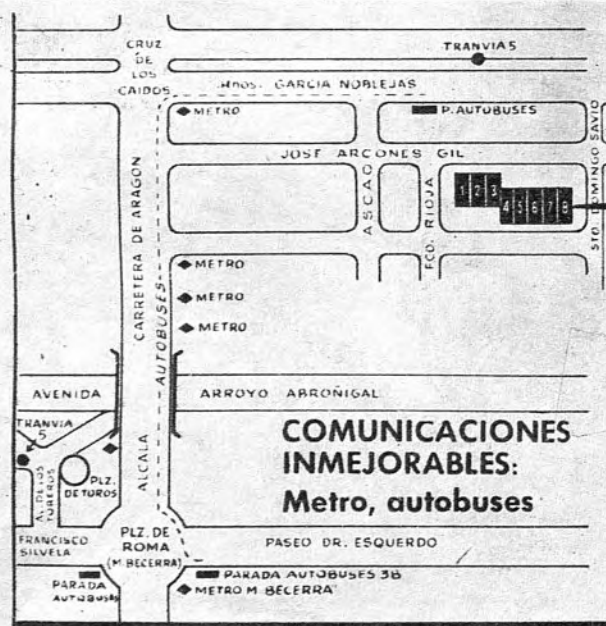 CRUZ
DE
LOS
CAIDOS
TRANVIA 5
Hnos. GARCIA NOBLEJAS
METRO
P. AUTOBUSES
JOSE ARCONES GIL
STO. DOMINGO SAVIO
ASCAO
FCO. RIOJA
1 2 3
4 5 6 7 8
CARRETERA DE ARAGON
AUTOBUSES
METRO
METRO
METRO
AVENIDA
ARROYO ABROÑIGAL
TRANVIA
5
ALCALA
PLZ.
DE TOROS
AV. DE LOS
TOREROS
COMUNICACIONES
INMEJORABLES:
Metro, autobuses
FRANCISCO
SILVELA
PLZ. DE
ROMA
(M. BECERRA)
PASEO DR. ESQUERDO
PARADA
AUTOBUSES
PARADA AUTOBUSES 3B
METRO M. BECERRA